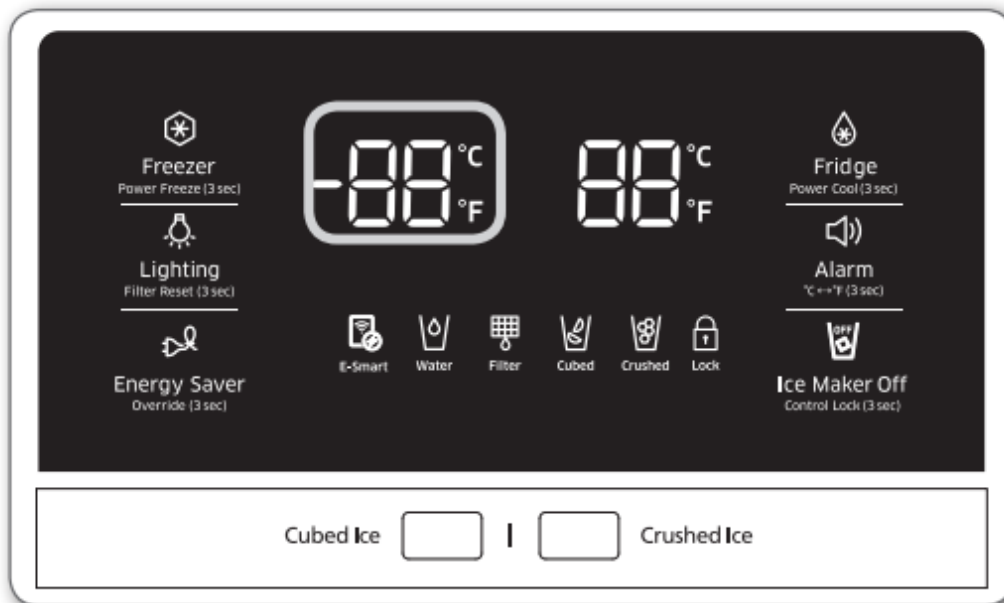 Freezer
Power Freeze (3 sec)
Lighting
Filter Reset (3 sec)
Energy Saver
Override (3 sec)
-88 °C
°F
88 °C
°F
Fridge
Power Cool (3 sec)
Alarm
°C↔°F (3 sec)
OFF
Ice Maker Off
Control Lock (3 sec)
E-Smart Water Filter Cubed Crushed Lock
Cubed Ice | Crushed Ice